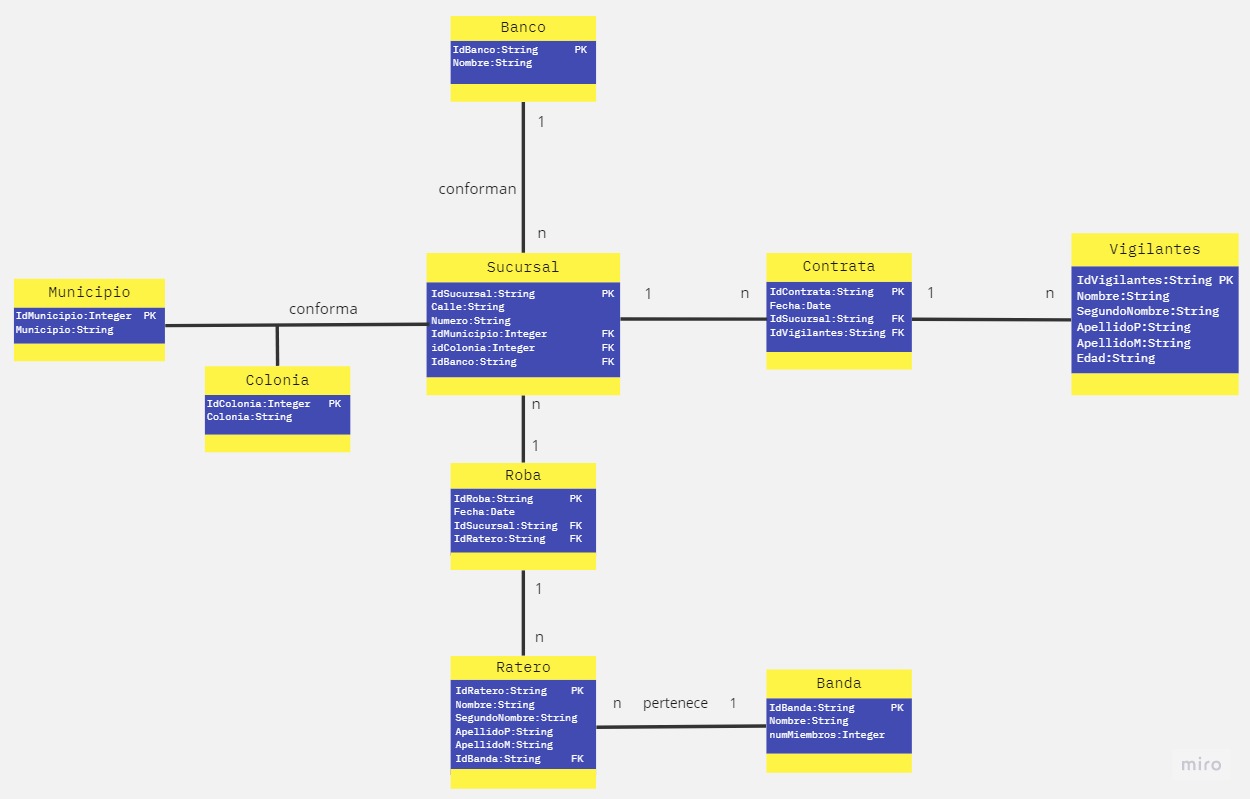 Banco
IdBanco:String PK
Nombre:String
1
conforman
n
Municipio
IdMunicipio:Integer PK
Municipio:String
conforma
Colonia
IdColonia:Integer PK
Colonia:String
Sucursal
IdSucursal:String PK
Calle:String
Numero:String
IdMunicipio:Integer FK
idColonia:Integer FK
IdBanco:String FK
1 n
Contrata
IdContrata:String PK
Fecha:Date
IdSucursal:String FK
IdVigilantes:String FK
1 n
Vigilantes
IdVigilantes:String PK
Nombre:String
SegundoNombre:String
ApellidoP:String
ApellidoM:String
Edad:String
n
1
Roba
IdRoba:String PK
Fecha:Date
IdSucursal:String FK
IdRatero:String FK
1
n
Ratero
IdRatero:String PK
Nombre:String
SegundoNombre:String
ApellidoP:String
ApellidoM:String
IdBanda:String FK
n pertenece 1
Banda
IdBanda:String PK
Nombre:String
numMiembros:Integer
miro